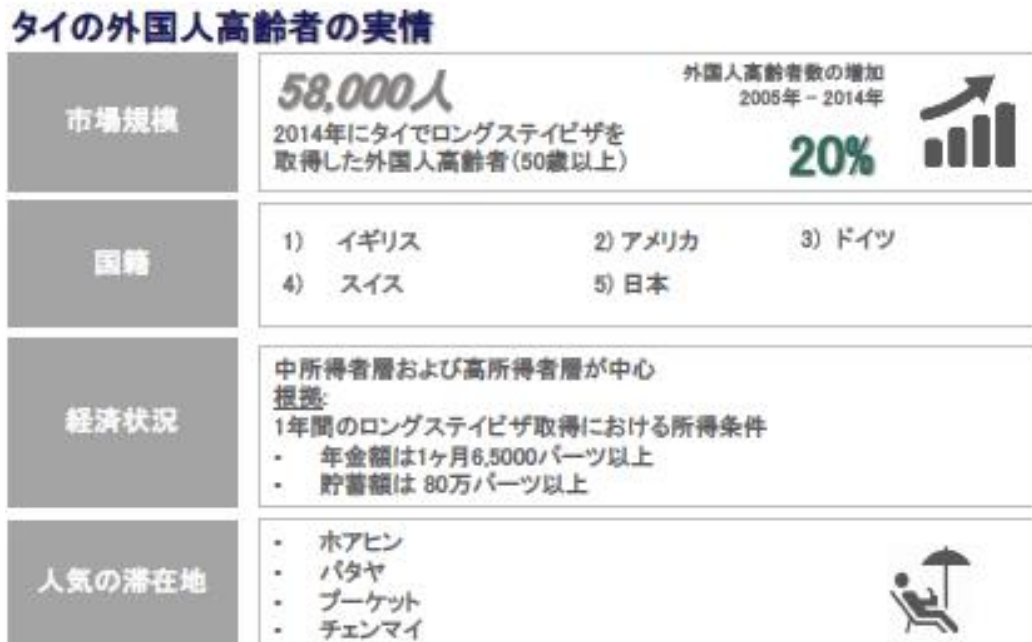 タイの外国人高齢者の実情
市場規模
58,000人
2014年にタイでロングステイビザを
取得した外国人高齢者(50歳以上)
外国人高齢者数の増加
2005年 - 2014年
20%
国籍
1) イギリス
2) アメリカ
3) ドイツ
4) スイス
5) 日本
経済状況
中所得者層および高所得者層が中心
根拠:
1年間のロングステイビザ取得における所得条件
- 年金額は1ヶ月6,5000バーツ以上
- 貯蓄額は 80万バーツ以上
人気の滞在地
- ホアヒン
- パタヤ
- プーケット
- チェンマイ